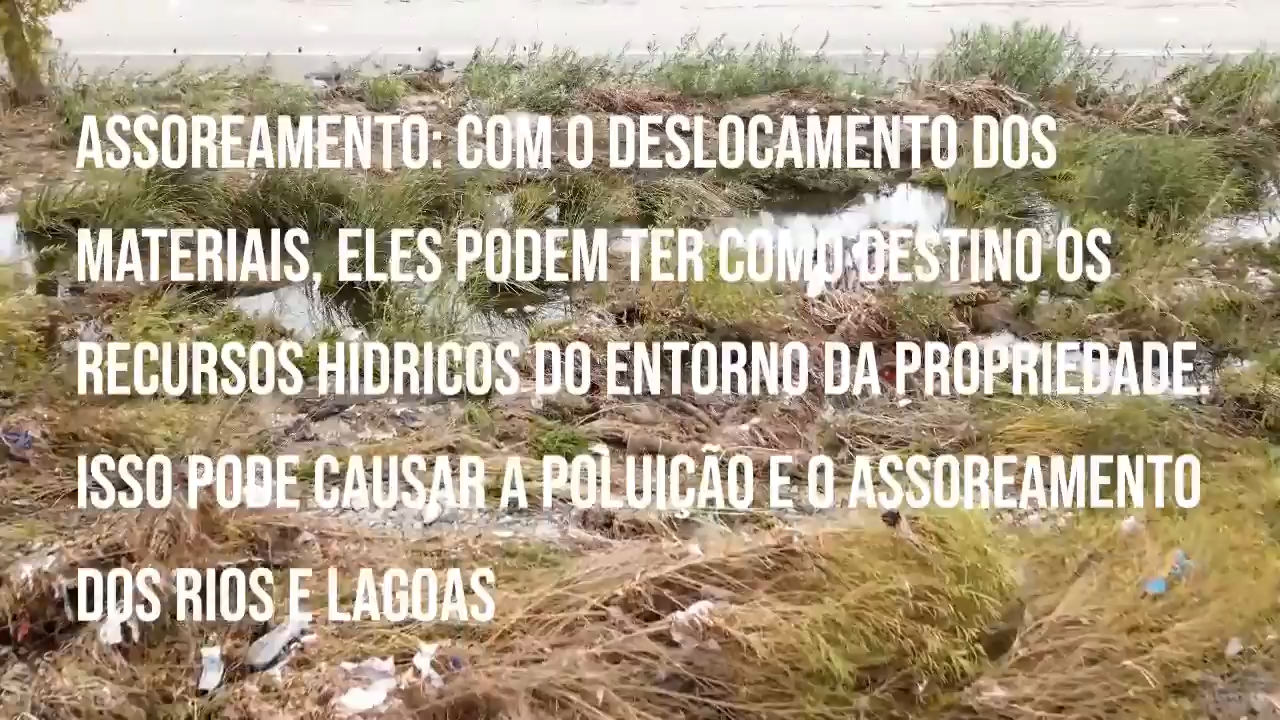 ASSOREAMENTO: COM O DESLOCAMENTO DOS
MATERIAIS, ELES PODEM TER COMO DESTINO OS
RECURSOS HÍDRICOS DO ENTORNO DA PROPRIEDADE.
ISSO PODE CAUSAR A POLUIÇÃO E O ASSOREAMENTO
DOS RIOS E LAGOAS